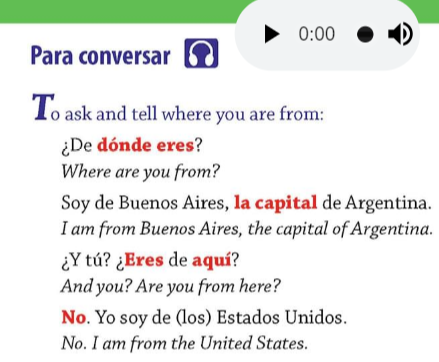 0:00
Para conversar
To ask and tell where you are from:
¿De dónde eres?
Where are you from?
Soy de Buenos Aires, la capital de Argentina.
I am from Buenos Aires, the capital of Argentina.
¿Y tú? ¿Eres de aquí?
And you? Are you from here?
No. Yo soy de (los) Estados Unidos.
No. I am from the United States.